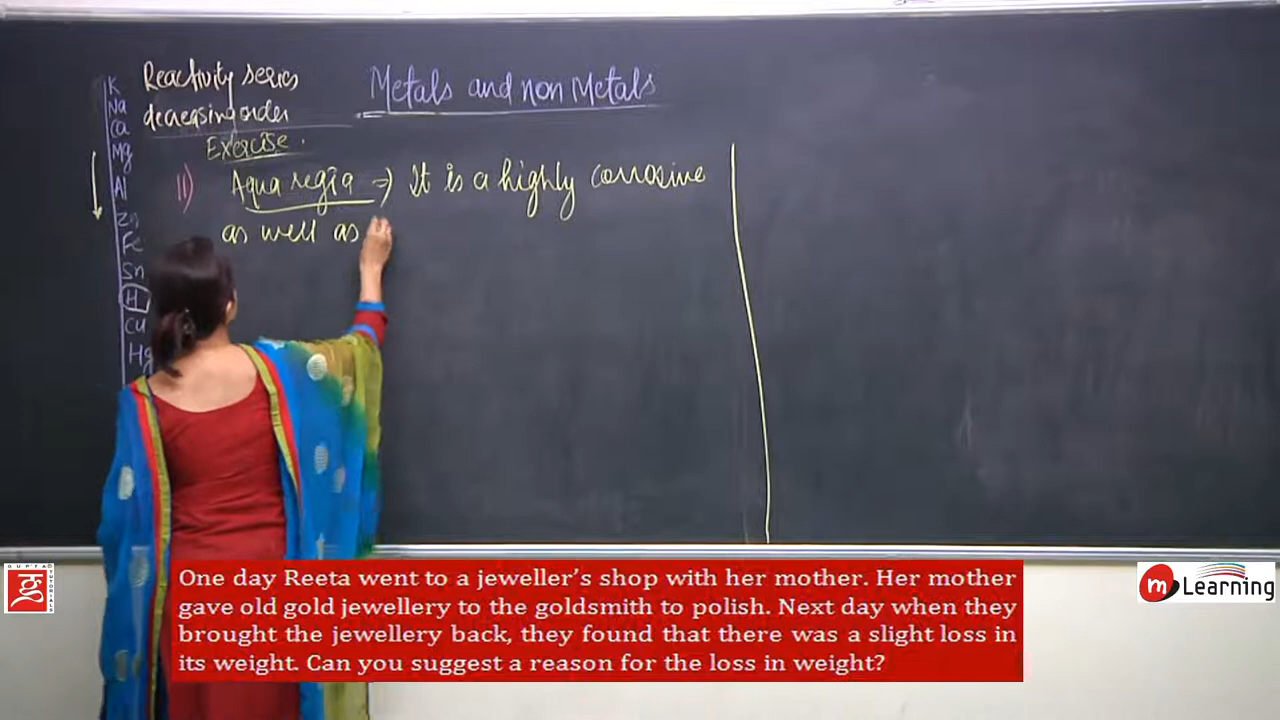 Reactivity series
decreasing order
Metals and non Metals
K
Na
Ca
Mg
Al
Zn
Fe
Sn
H
Cu
Hg
Exercise.
11) Aqua regia => It is a highly corrosive
as well as
One day Reeta went to a jeweller's shop with her mother. Her mother
gave old gold jewellery to the goldsmith to polish. Next day when they
brought the jewellery back, they found that there was a slight loss in
its weight. Can you suggest a reason for the loss in weight?
GUPTA
TUTORIALS
m Learning